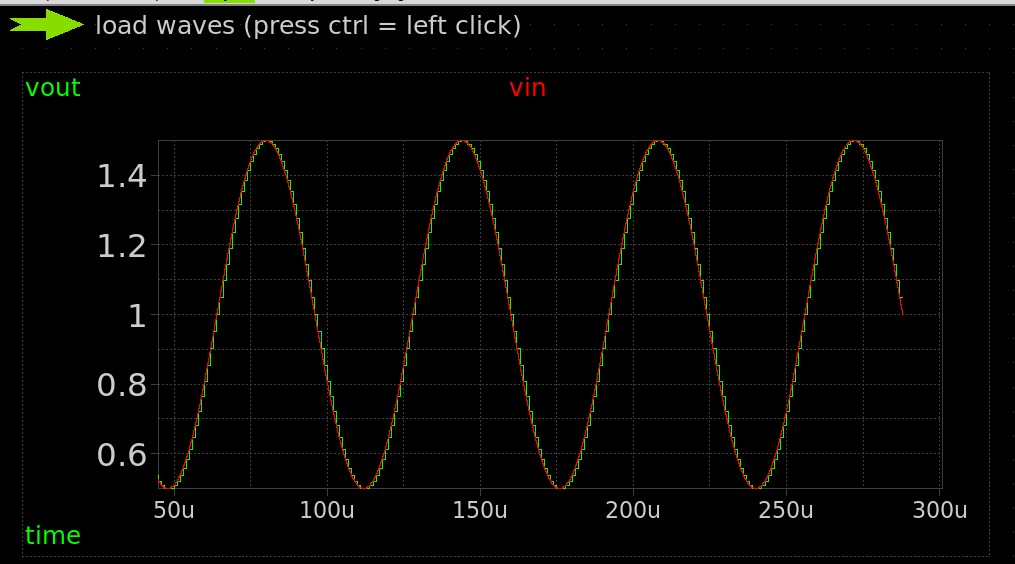 load waves (press ctrl = left click)
vout vin
1.4
1.2
1
0.8
0.6
50u 100u 150u 200u 250u 300u
time